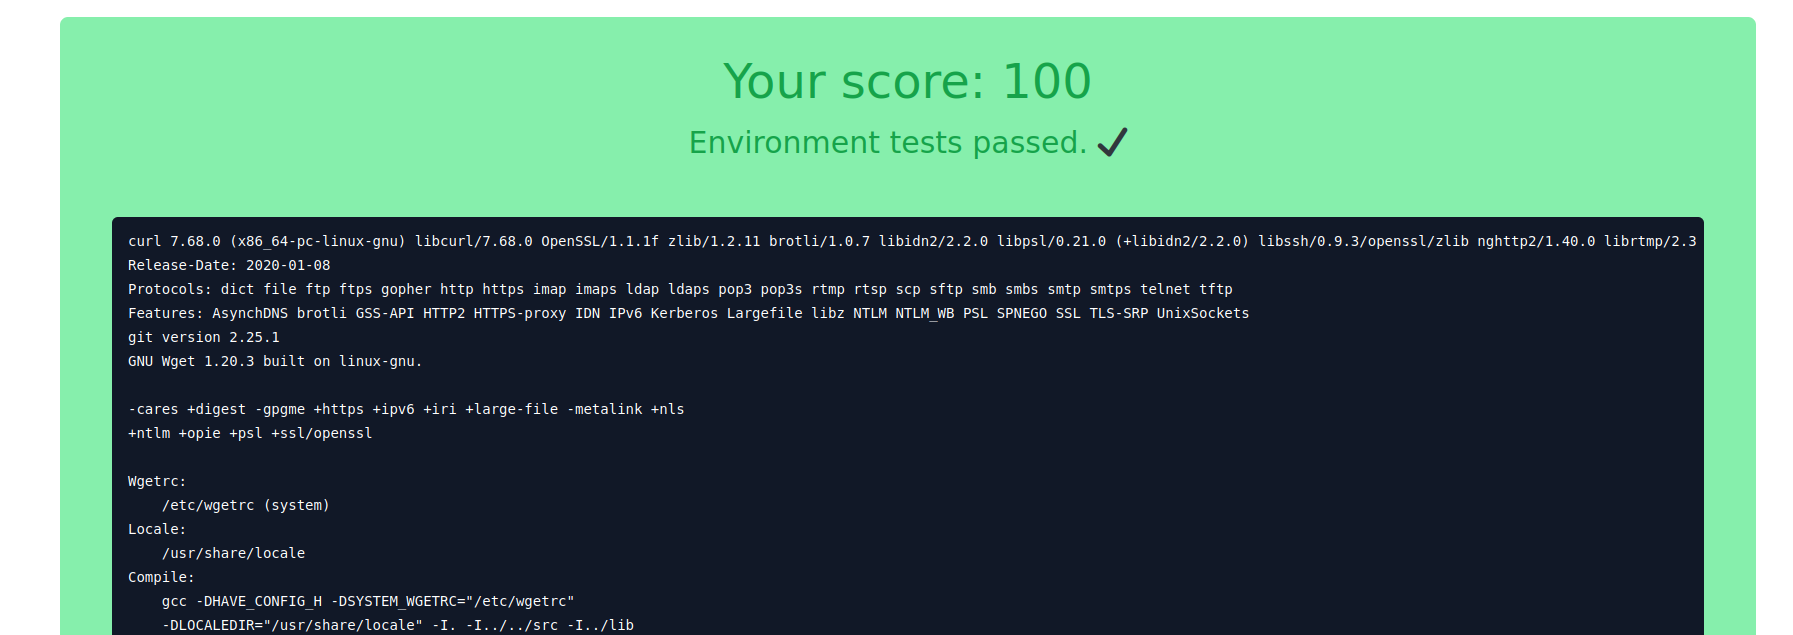 Your score: 100
Environment tests passed. ✔
curl 7.68.0 (x86_64-pc-linux-gnu) libcurl/7.68.0 OpenSSL/1.1.1f zlib/1.2.11 brotli/1.0.7 libidn2/2.2.0 libpsl/0.21.0 (+libidn2/2.2.0) libssh/0.9.3/openssl/zlib nghttp2/1.40.0 librtmp/2.3
Release-Date: 2020-01-08
Protocols: dict file ftp ftps gopher http https imap imaps ldap ldaps pop3 pop3s rtmp rtsp scp sftp smb smbs smtp smtps telnet tftp
Features: AsynchDNS brotli GSS-API HTTP2 HTTPS-proxy IDN IPv6 Kerberos Largefile libz NTLM NTLM_WB PSL SPNEGO SSL TLS-SRP UnixSockets
git version 2.25.1
GNU Wget 1.20.3 built on linux-gnu.
-cares +digest -gpgme +https +ipv6 +iri +large-file -metalink +nls
+ntlm +opie +psl +ssl/openssl
Wgetrc:
/etc/wgetrc (system)
Locale:
/usr/share/locale
Compile:
gcc -DHAVE_CONFIG_H -DSYSTEM_WGETRC="/etc/wgetrc"
-DLOCALEDIR="/usr/share/locale" -I. -I../../src -I../lib